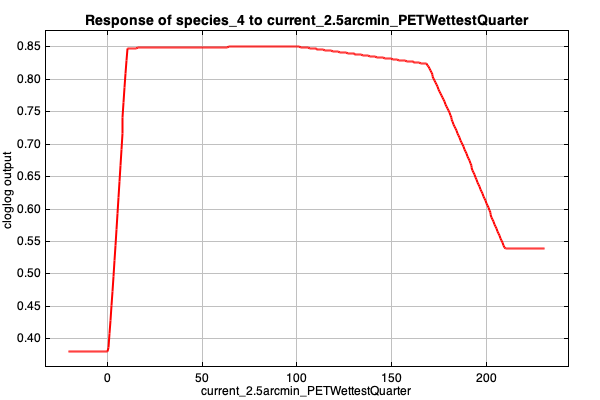 Response of species_4 to current_2.5arcmin_PETWettestQuarter
0.85
0.80
0.75
0.70
0.65
0.60
0.55
0.50
0.45
0.40
cloglog output
0 50 100 150 200
current_2.5arcmin_PETWettestQuarter